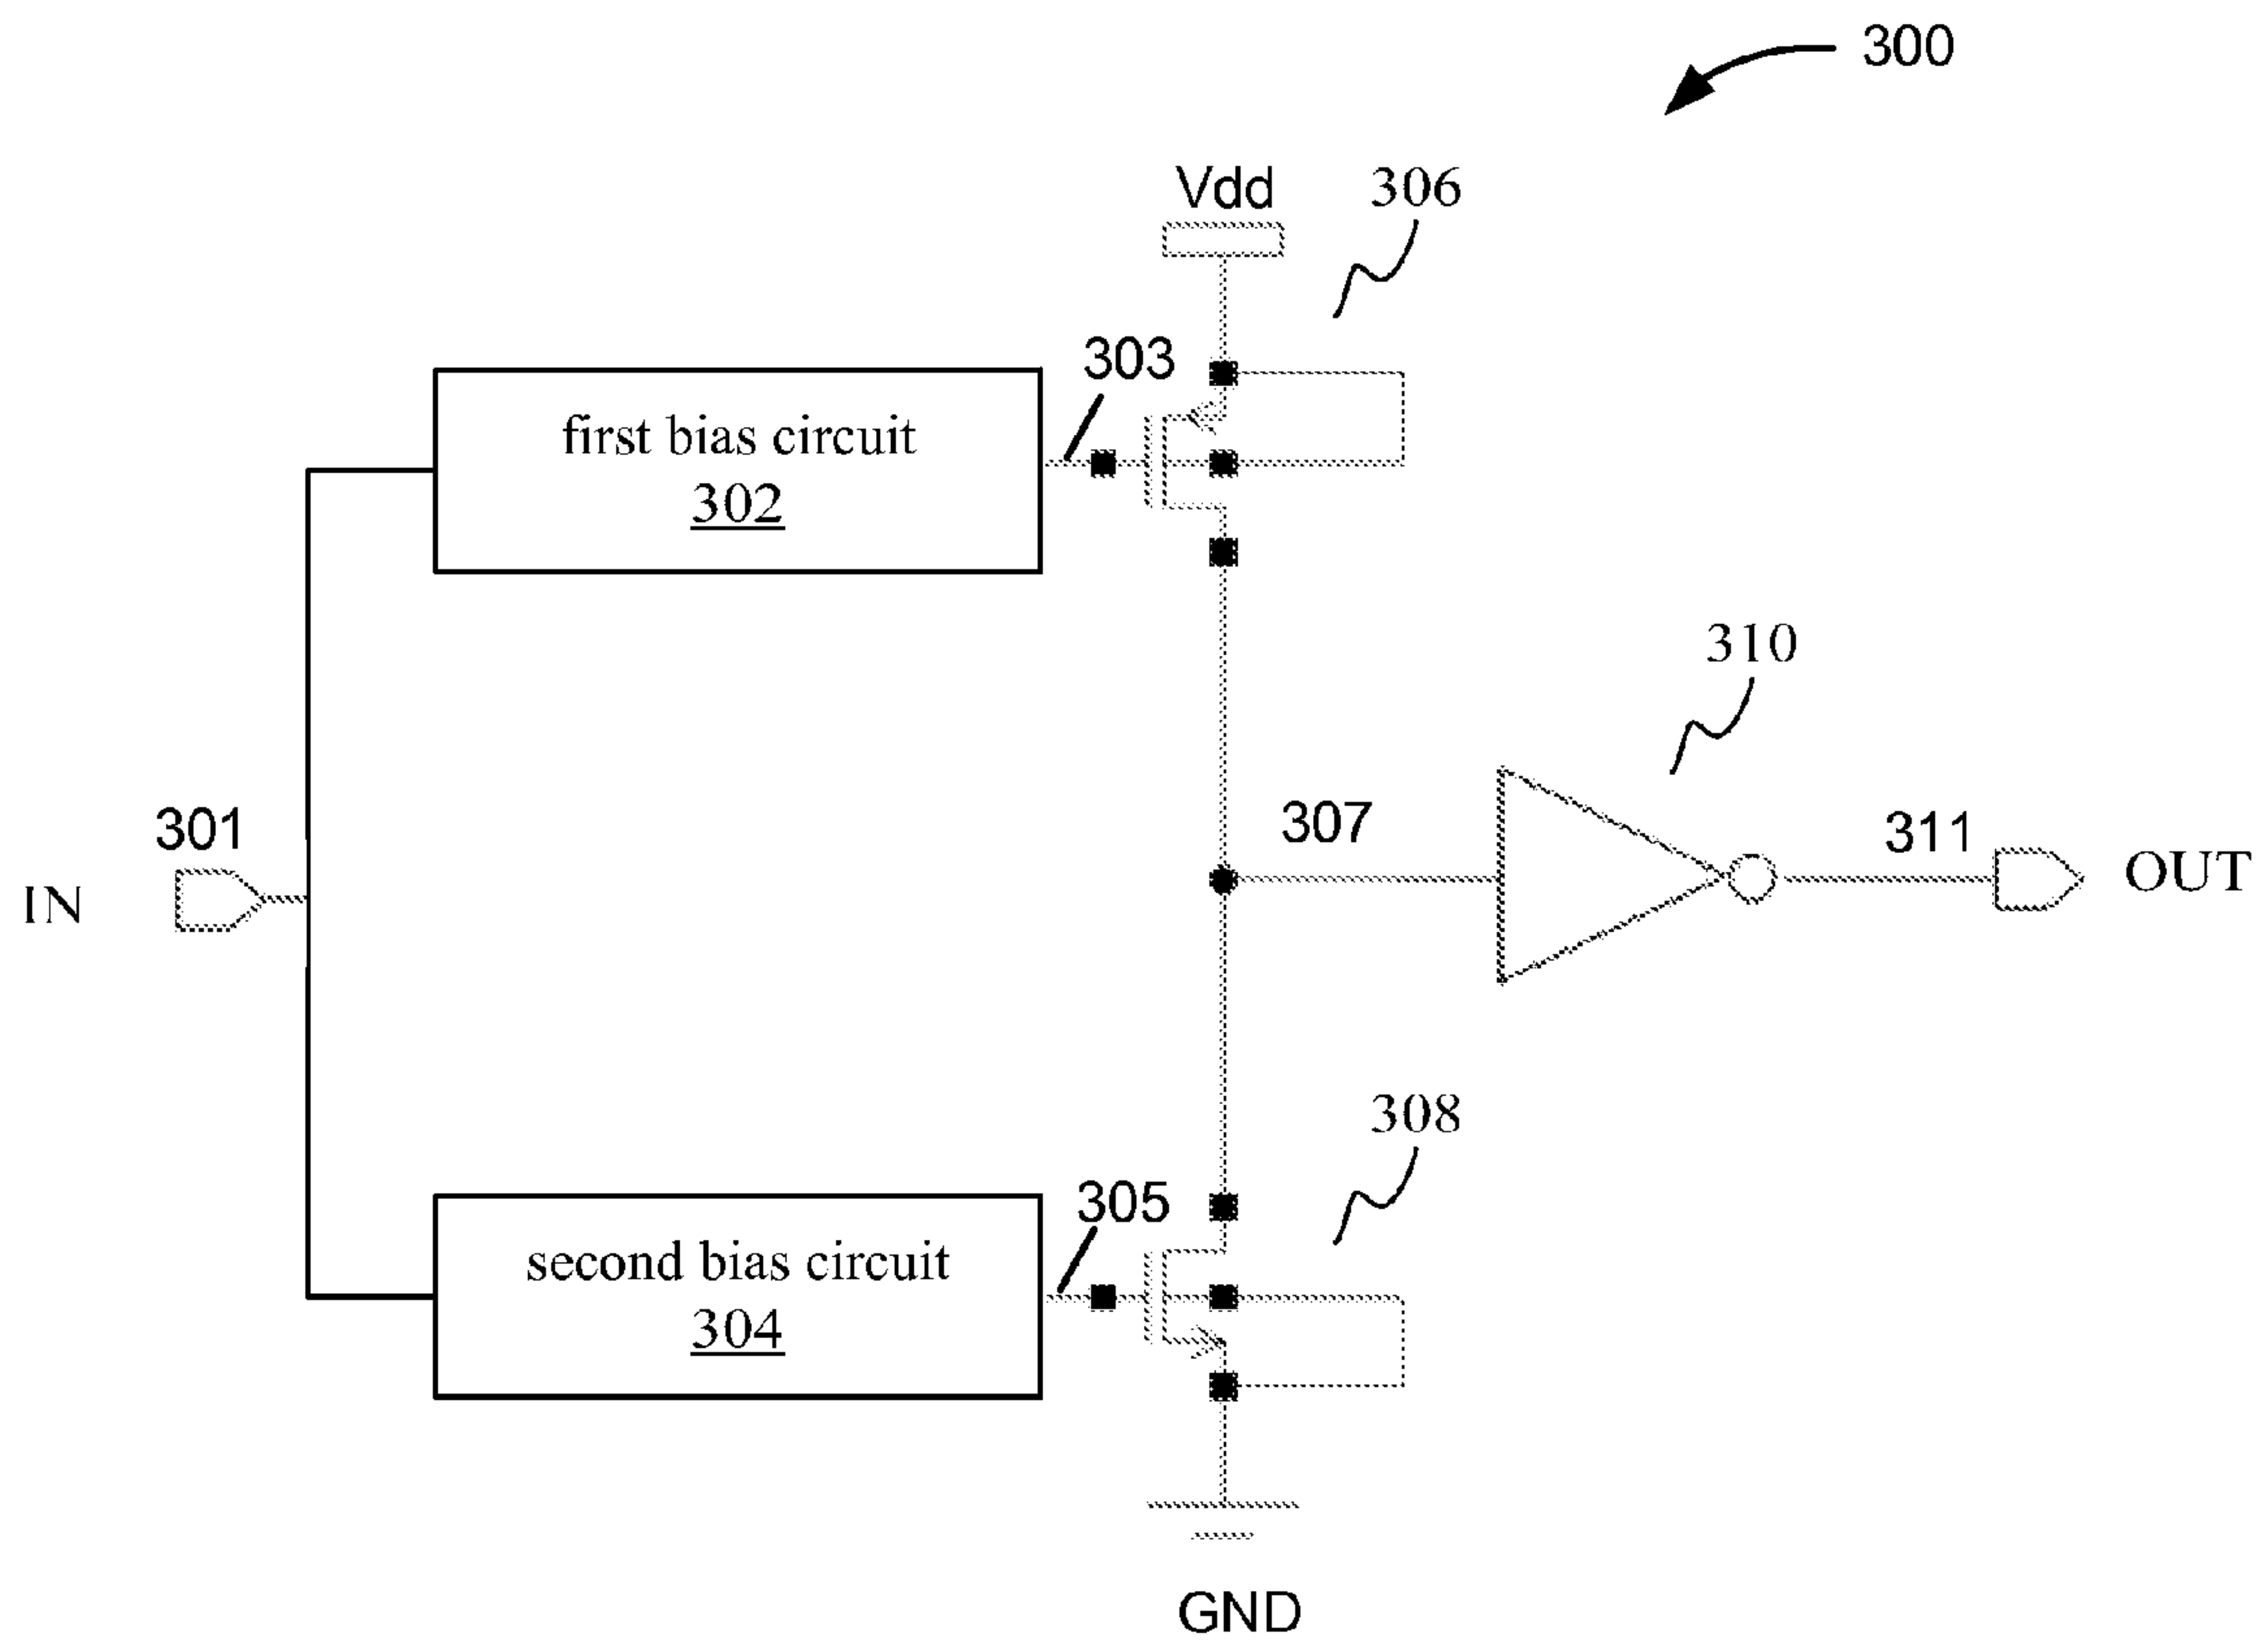 300
Vdd
306
303
first bias circuit
302
310
301
307
311
IN
OUT
308
305
second bias circuit
304
GND